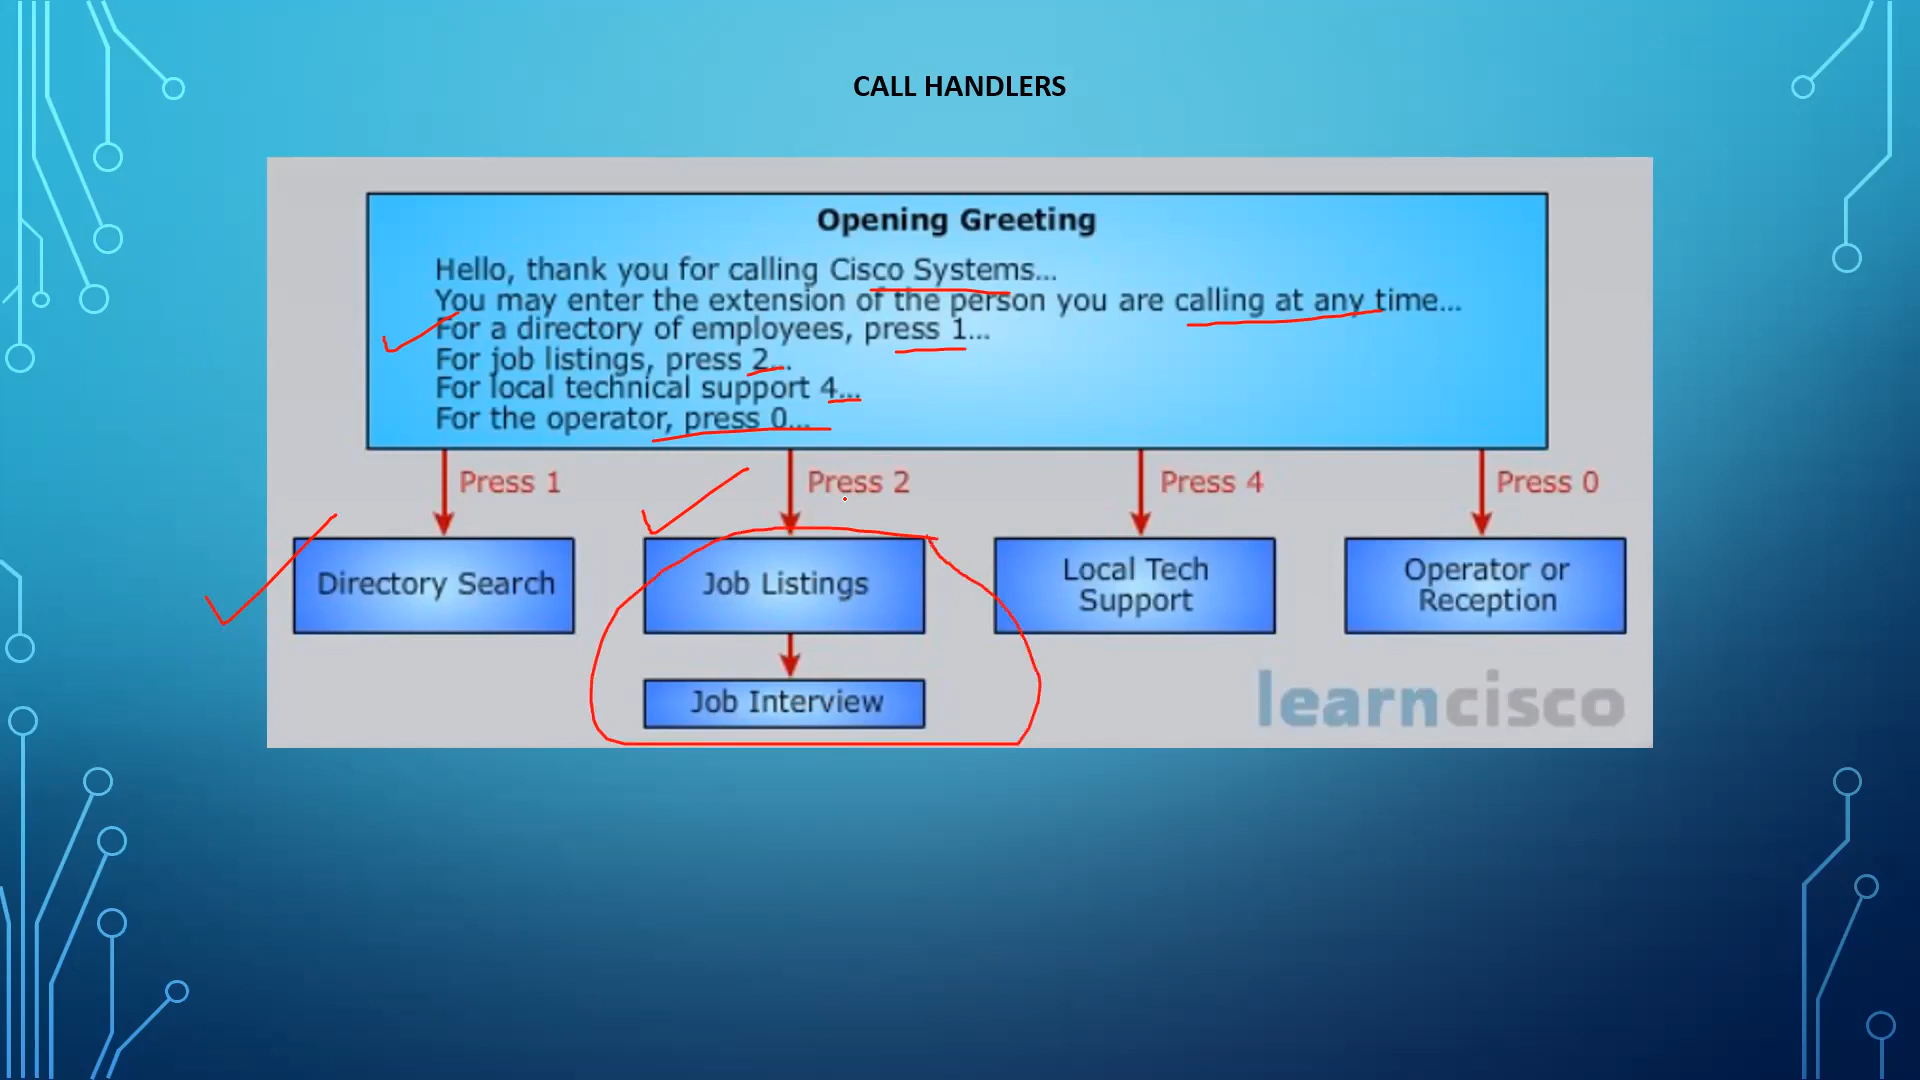 CALL HANDLERS
Opening Greeting
Hello, thank you for calling Cisco Systems...
You may enter the extension of the person you are calling at any time...
For a directory of employees, press 1...
For job listings, press 2...
For local technical support 4...
For the operator, press 0...
Press 1
Press 2
Press 4
Press 0
Directory Search
Job Listings
Local Tech
Support
Operator or
Reception
Job Interview
learncisco